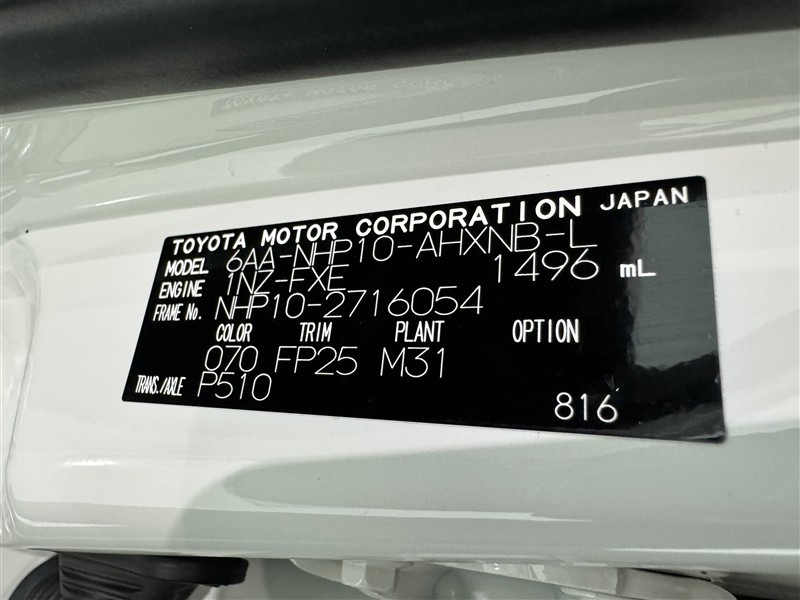 TOYOTA MOTOR CORPORATION JAPAN
MODEL 6AA-NHP10-AHXNB-L
ENGINE 1NZ-FXE 1496 mL
FRAME No. NHP10-2716054
COLOR TRIM PLANT OPTION
070 FP25 M31
TRANS./AXLE P510
816